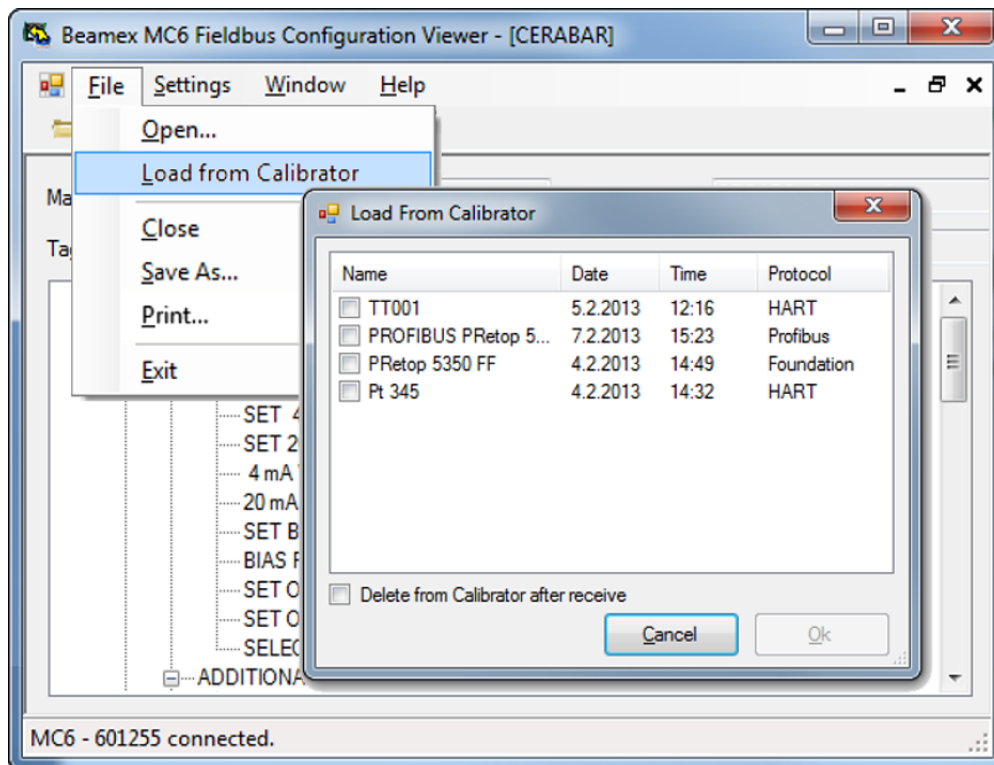 Beamex MC6 Fieldbus Configuration Viewer - [CERABAR]
File Settings Window Help
Open...
Load from Calibrator
Close
Save As...
Print...
Exit
Load From Calibrator
Name Date Time Protocol
TT001 5.2.2013 12:16 HART
PROFIBUS PRetop 5... 7.2.2013 15:23 Profibus
PRetop 5350 FF 4.2.2013 14:49 Foundation
Pt 345 4.2.2013 14:32 HART
Delete from Calibrator after receive
Cancel Ok
SET
SET 2
4 mA
20 mA
SET B
BIAS
SET O
SET O
SELEC
ADDITIONA
MC6 - 601255 connected.